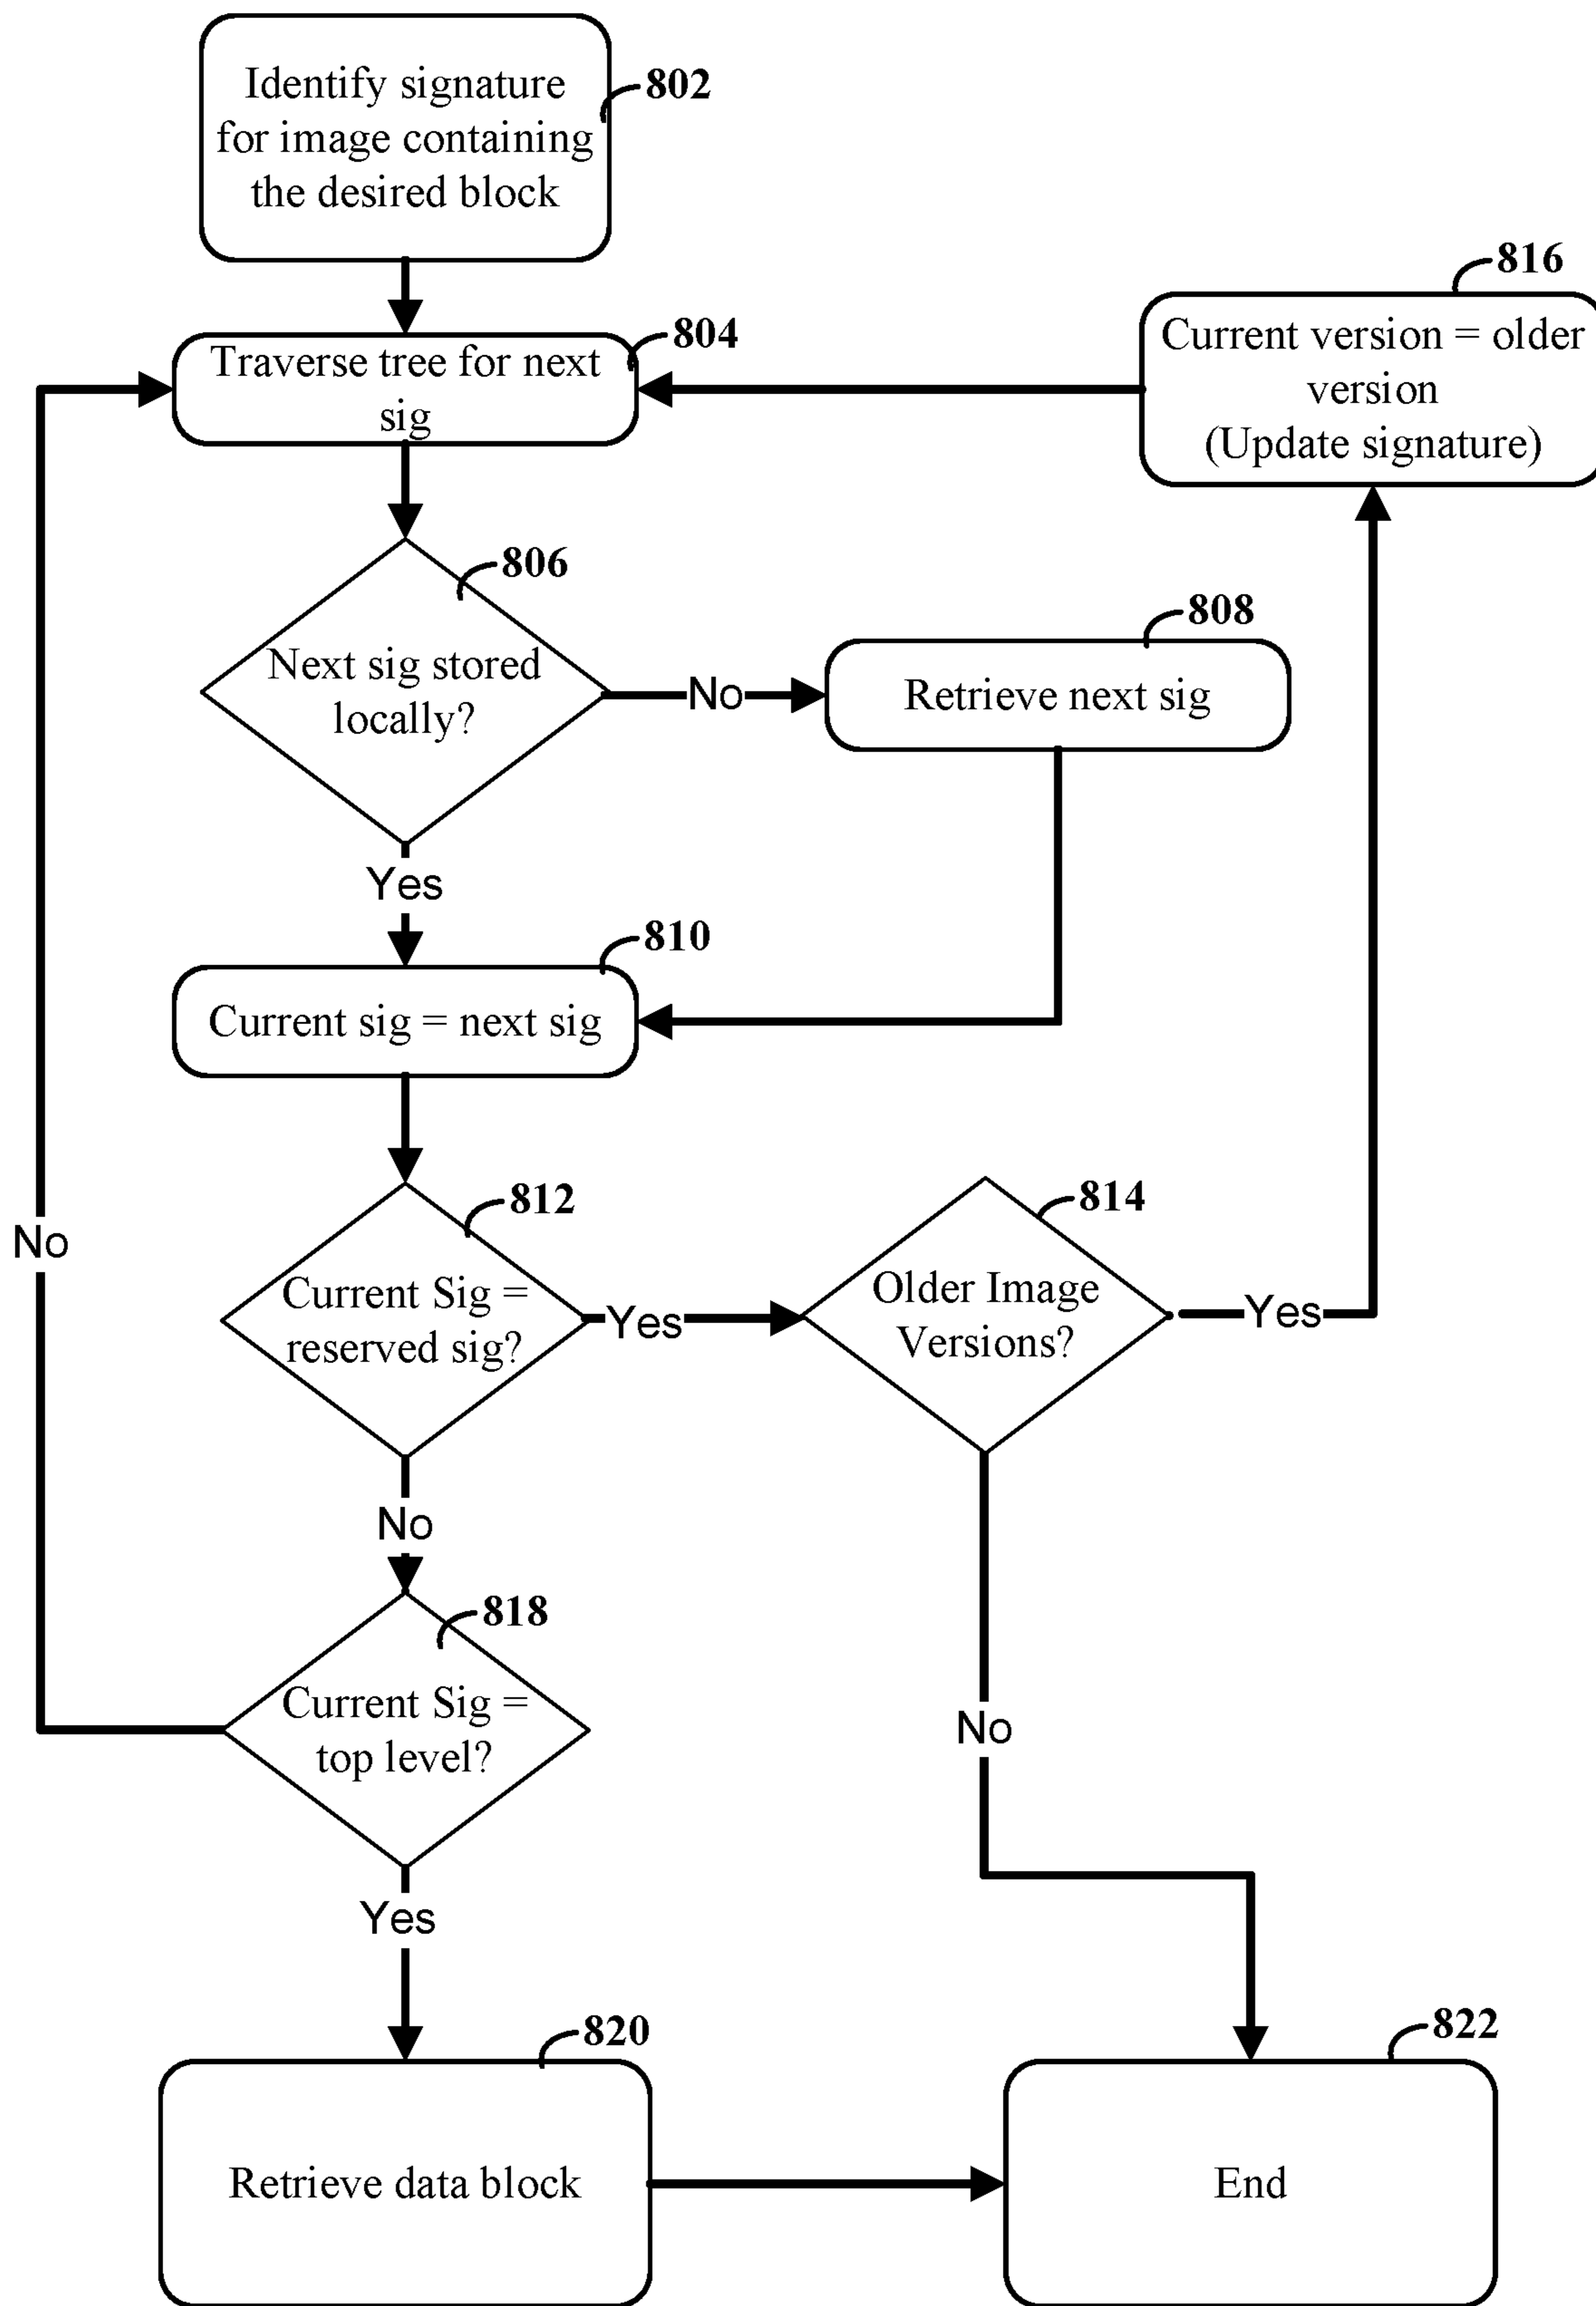 Identify signature
for image containing
the desired block
802
816
Current version = older
version
(Update signature)
804
Traverse tree for next
sig
806
Next sig stored
locally?
No
808
Retrieve next sig
Yes
810
Current sig = next sig
812
Current Sig =
reserved sig?
Yes
814
Older Image
Versions?
Yes
No
No
818
Current Sig =
top level?
No
Yes
820
Retrieve data block
822
End